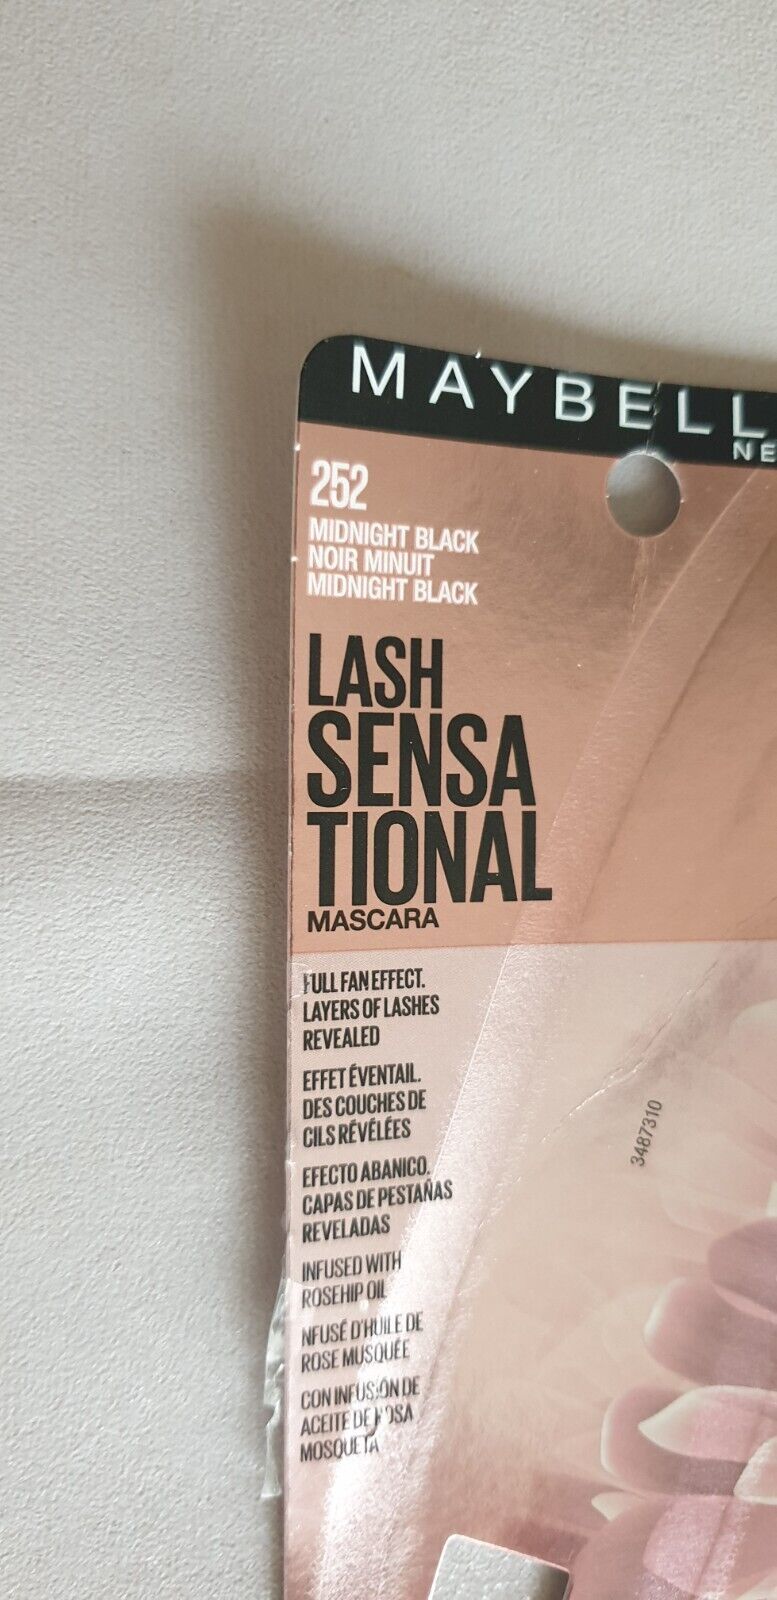 MAYBELL
NE
252
MIDNIGHT BLACK
NOIR MINUIT
MIDNIGHT BLACK
LASH
SENSA
TIONAL
MASCARA
FULL FAN EFFECT.
LAYERS OF LASHES
REVEALED
EFFET ÉVENTAIL.
DES COUCHES DE
CILS RÉVÉLÉES
EFECTO ABANICO.
CAPAS DE PESTAÑAS
REVELADAS
INFUSED WITH
ROSEHIP OIL
NFUSÉ D'HUILE DE
ROSE MUSQUÉE
CON INFUSIÓN DE
ACEITE DE ROSA
MOSQUETA
3487310